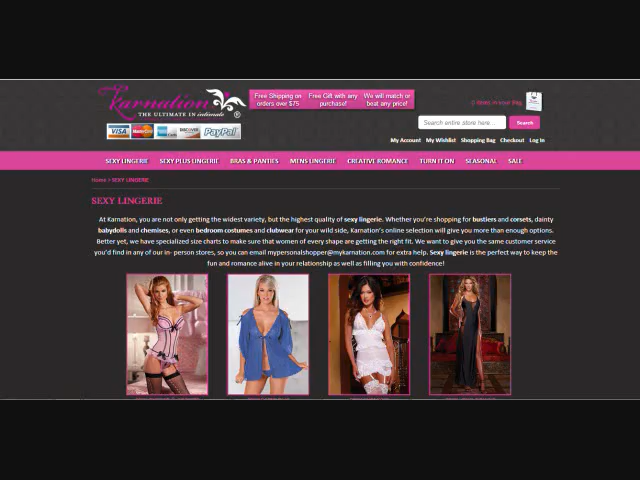 Karnation
THE ULTIMATE IN intimate ®
Free Shipping on orders over $75
Free Gift with any purchase!
We will match or beat any price!
0 items in your bag
VISA MasterCard DISCOVER PayPal
Search entire store here... Search
My Account My Wishlist Shopping Bag Checkout Log In
SEXY LINGERIE SEXY PLUS LINGERIE BRAS & PANTIES MENS LINGERIE CREATIVE ROMANCE TURN IT ON SEASONAL SALE
Home > SEXY LINGERIE
SEXY LINGERIE
At Karnation, you are not only getting the widest variety, but the highest quality of sexy lingerie. Whether you're shopping for bustiers and corsets, dainty
babydolls and chemises, or even bedroom costumes and clubwear for your wild side, Karnation's online selection will give you more than enough options.
Better yet, we have specialized size charts to make sure that women of every shape are getting the right fit. We want to give you the same customer service
you'd find in any of our in- person stores, so you can email mypersonalshopper@mykarnation.com for extra help. Sexy lingerie is the perfect way to keep the
fun and romance alive in your relationship as well as filling you with confidence!